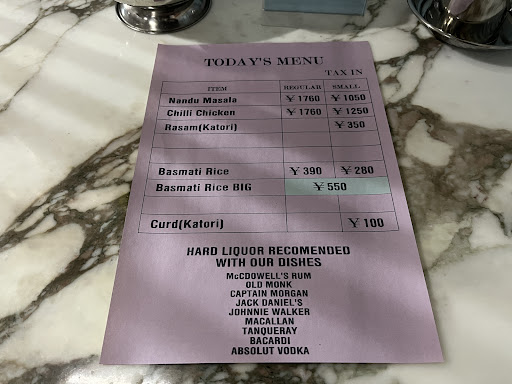 TODAY'S MENU
TAX IN
ITEM REGULAR SMALL
Nandu Masala ¥ 1760 ¥ 1050
Chilli Chicken ¥ 1760 ¥ 1250
Rasam(Katori) ¥ 350
Basmati Rice ¥ 390 ¥ 280
Basmati Rice BIG ¥ 550
Curd(Katori) ¥ 100
HARD LIQUOR RECOMENDED
WITH OUR DISHES
McCDOWELL'S RUM
OLD MONK
CAPTAIN MORGAN
JACK DANIEL'S
JOHNNIE WALKER
MACALLAN
TANQUERAY
BACARDI
ABSOLUT VODKA